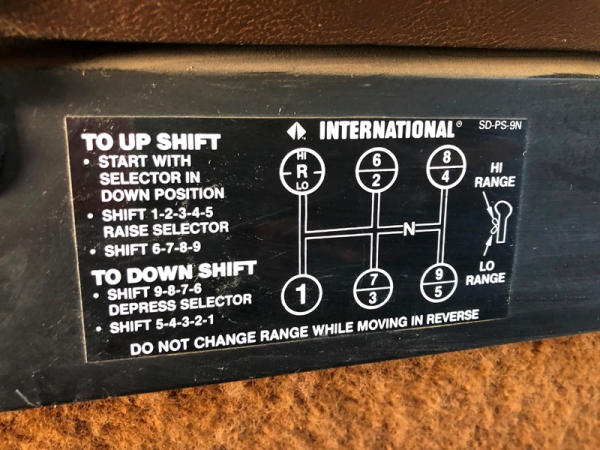 INTERNATIONAL® SD-PS-9N
TO UP SHIFT
• START WITH
SELECTOR IN
DOWN POSITION
• SHIFT 1-2-3-4-5
RAISE SELECTOR
• SHIFT 6-7-8-9
TO DOWN SHIFT
• SHIFT 9-8-7-6
DEPRESS SELECTOR
• SHIFT 5-4-3-2-1
HI
R
LO
6
2
8
4
N
1
7
3
9
5
HI
RANGE
LO
RANGE
DO NOT CHANGE RANGE WHILE MOVING IN REVERSE